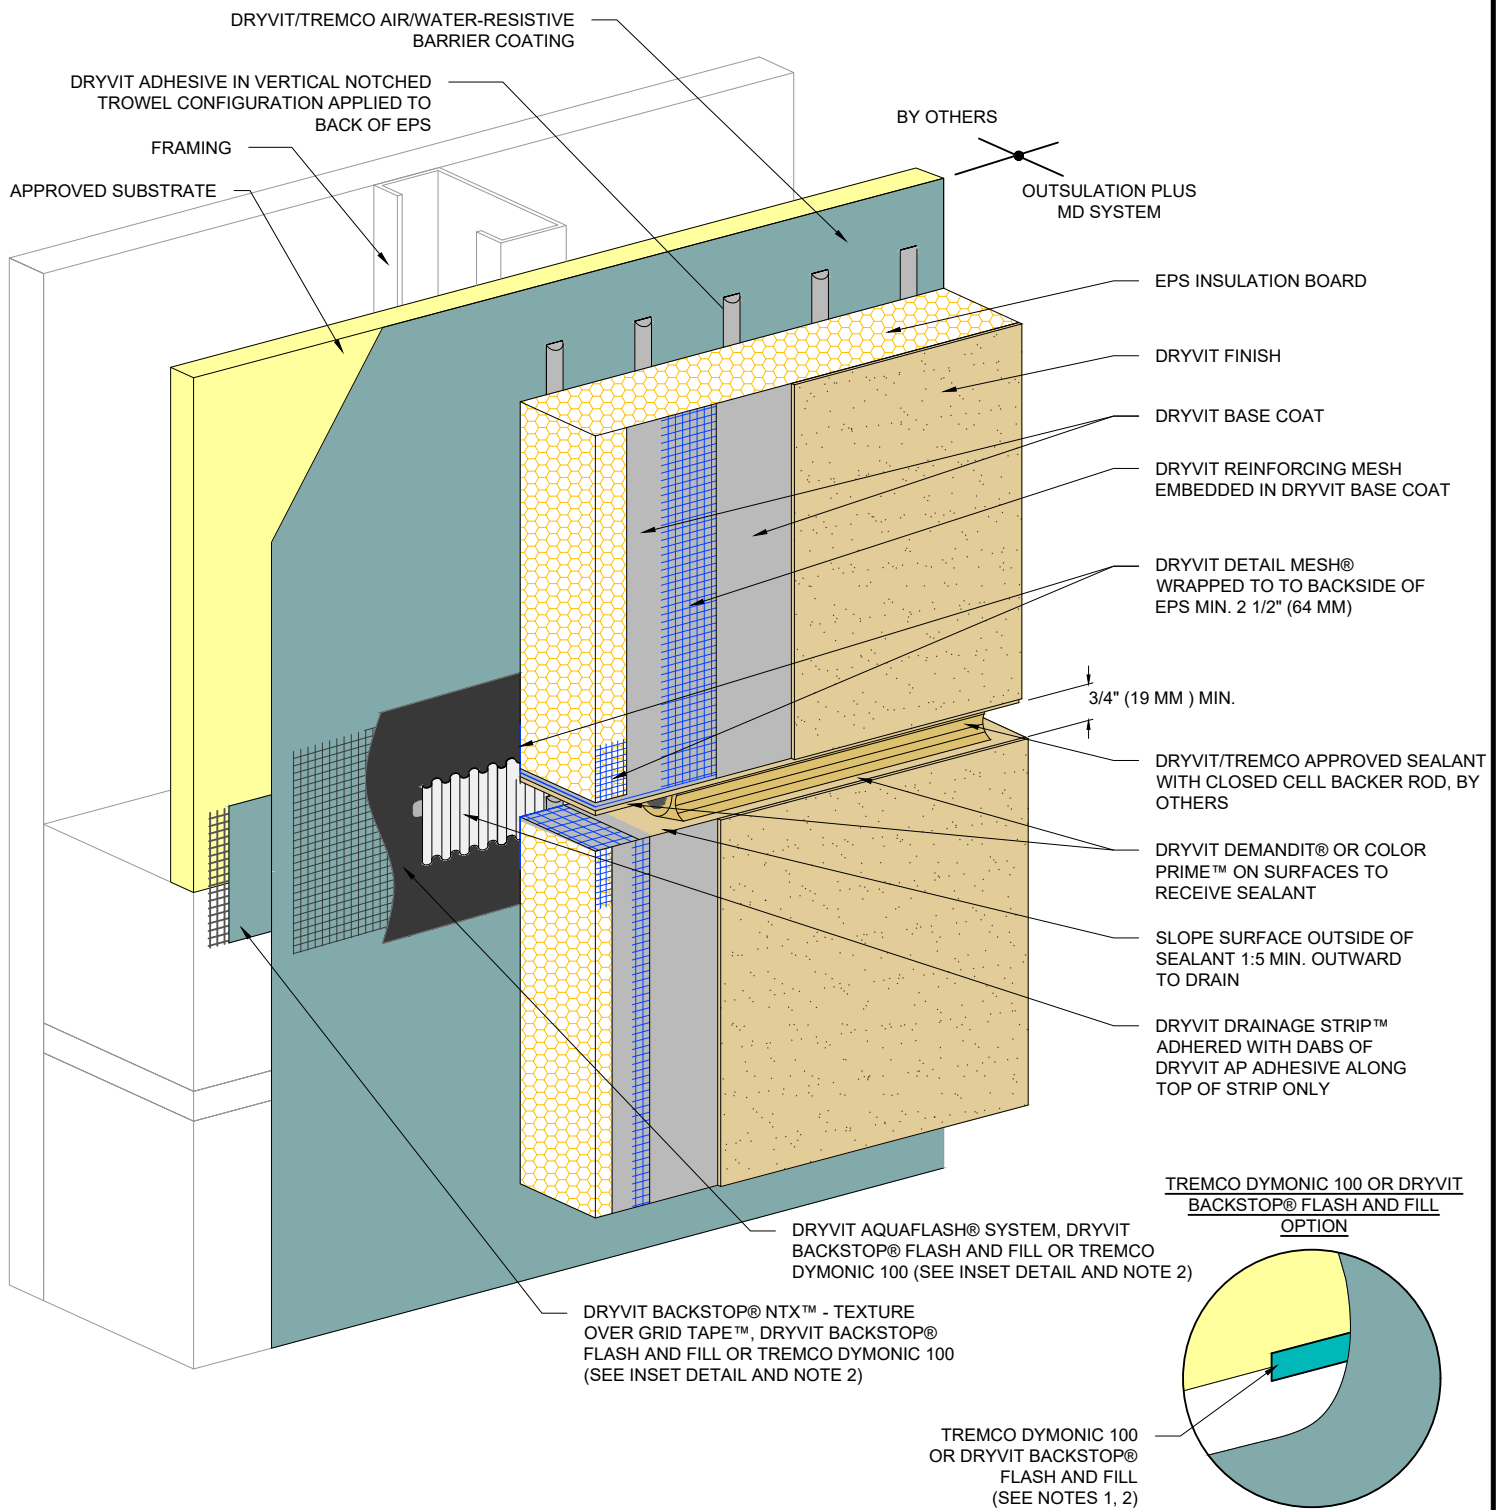 DRYVIT/TREMCO AIR/WATER-RESISTIVE
BARRIER COATING
DRYVIT ADHESIVE IN VERTICAL NOTCHED
TROWEL CONFIGURATION APPLIED TO
BACK OF EPS
FRAMING
APPROVED SUBSTRATE
BY OTHERS
OUTSULATION PLUS
MD SYSTEM
EPS INSULATION BOARD
DRYVIT FINISH
DRYVIT BASE COAT
DRYVIT REINFORCING MESH
EMBEDDED IN DRYVIT BASE COAT
DRYVIT DETAIL MESH®
WRAPPED TO TO BACKSIDE OF
EPS MIN. 2 1/2" (64 MM)
3/4" (19 MM ) MIN.
DRYVIT/TREMCO APPROVED SEALANT
WITH CLOSED CELL BACKER ROD, BY
OTHERS
DRYVIT DEMANDIT® OR COLOR
PRIME™ ON SURFACES TO
RECEIVE SEALANT
SLOPE SURFACE OUTSIDE OF
SEALANT 1:5 MIN. OUTWARD
TO DRAIN
DRYVIT DRAINAGE STRIP™
ADHERED WITH DABS OF
DRYVIT AP ADHESIVE ALONG
TOP OF STRIP ONLY
DRYVIT AQUAFLASH® SYSTEM, DRYVIT
BACKSTOP® FLASH AND FILL OR TREMCO
DYMONIC 100 (SEE INSET DETAIL AND NOTE 2)
DRYVIT BACKSTOP® NTX™ - TEXTURE
OVER GRID TAPE™, DRYVIT BACKSTOP®
FLASH AND FILL OR TREMCO DYMONIC 100
(SEE INSET DETAIL AND NOTE 2)
TREMCO DYMONIC 100 OR DRYVIT
BACKSTOP® FLASH AND FILL
OPTION
TREMCO DYMONIC 100
OR DRYVIT BACKSTOP®
FLASH AND FILL
(SEE NOTES 1, 2)